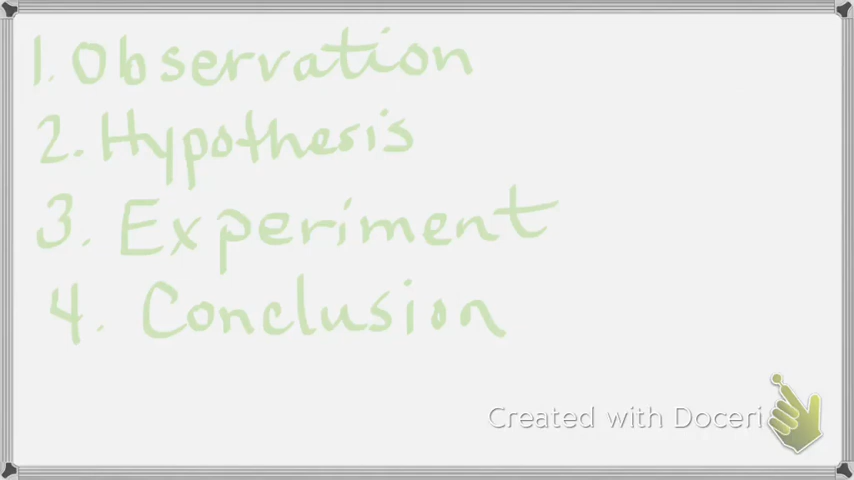 1. Observation
2. Hypothesis
3. Experiment
4. Conclusion
Created with Doceri